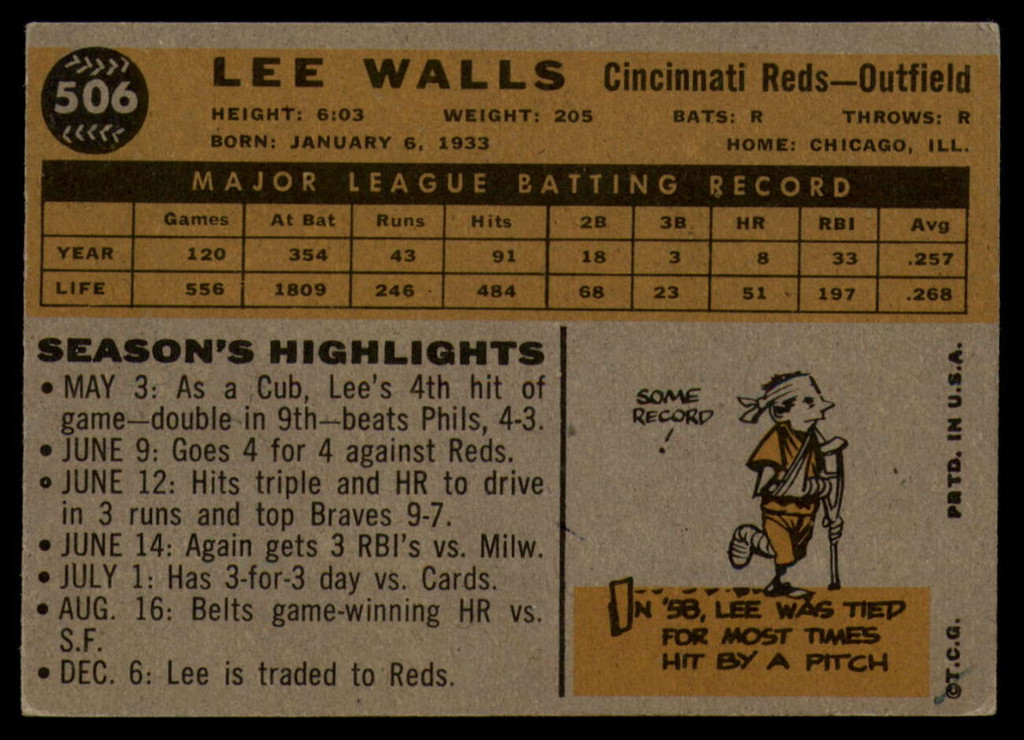 506
LEE WALLS Cincinnati Reds—Outfield
HEIGHT: 6:03 WEIGHT: 205 BATS: R THROWS: R
BORN: JANUARY 6, 1933 HOME: CHICAGO, ILL.
MAJOR LEAGUE BATTING RECORD
Games At Bat Runs Hits 2B 3B HR RBI Avg
YEAR 120 354 43 91 18 3 8 33 .257
LIFE 556 1809 246 484 68 23 51 197 .268
SEASON'S HIGHLIGHTS
• MAY 3: As a Cub, Lee's 4th hit of
game—double in 9th—beats Phils, 4-3.
• JUNE 9: Goes 4 for 4 against Reds.
• JUNE 12: Hits triple and HR to drive
in 3 runs and top Braves 9-7.
• JUNE 14: Again gets 3 RBI's vs. Milw.
• JULY 1: Has 3-for-3 day vs. Cards.
• AUG. 16: Belts game-winning HR vs.
S.F.
• DEC. 6: Lee is traded to Reds.
SOME
RECORD
!
IN '58, LEE WAS TIED
FOR MOST TIMES
HIT BY A PITCH
©T.C.G. PRTD. IN U.S.A.